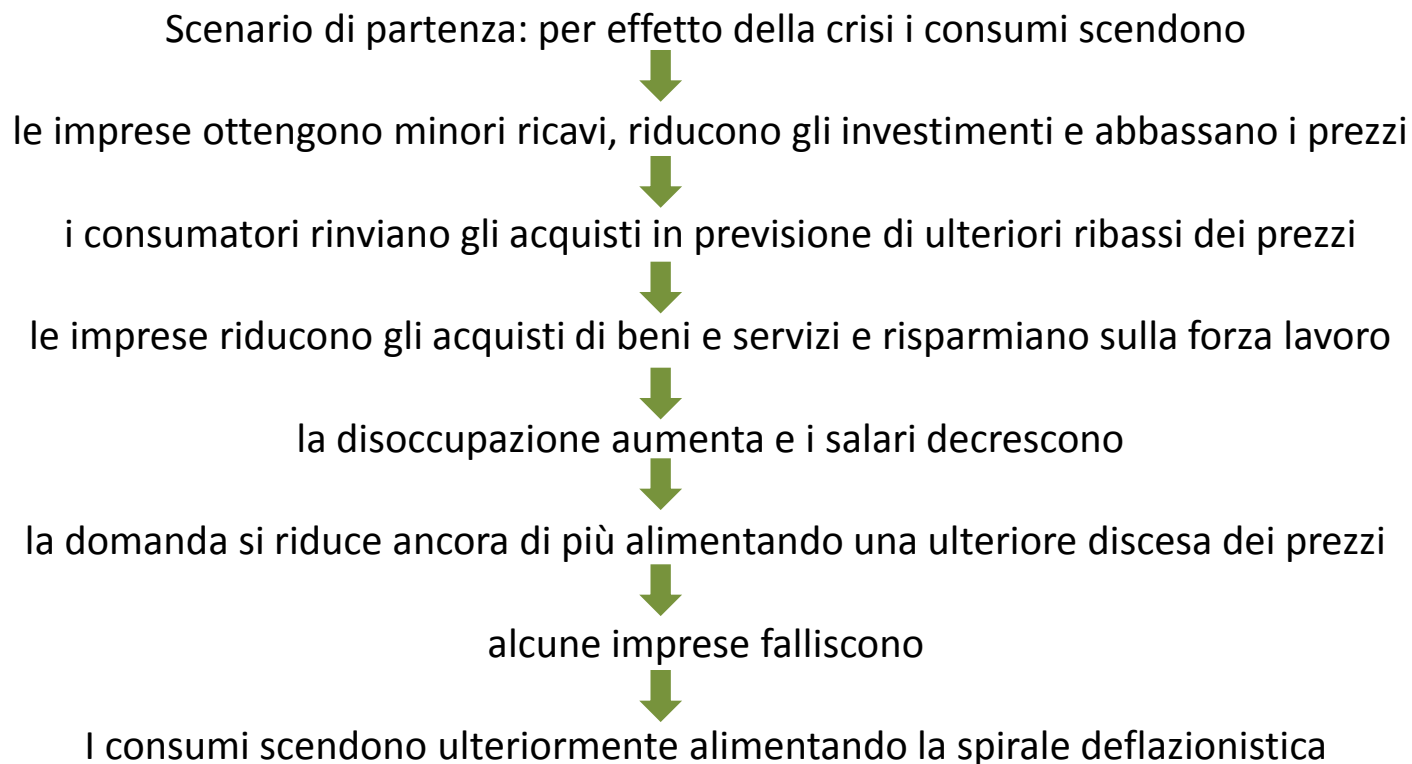 Scenario di partenza: per effetto della crisi i consumi scendono
le imprese ottengono minori ricavi, riducono gli investimenti e abbassano i prezzi
i consumatori rinviano gli acquisti in previsione di ulteriori ribassi dei prezzi
le imprese riducono gli acquisti di beni e servizi e risparmiano sulla forza lavoro
la disoccupazione aumenta e i salari decrescono
la domanda si riduce ancora di più alimentando una ulteriore discesa dei prezzi
alcune imprese falliscono
I consumi scendono ulteriormente alimentando la spirale deflazionistica